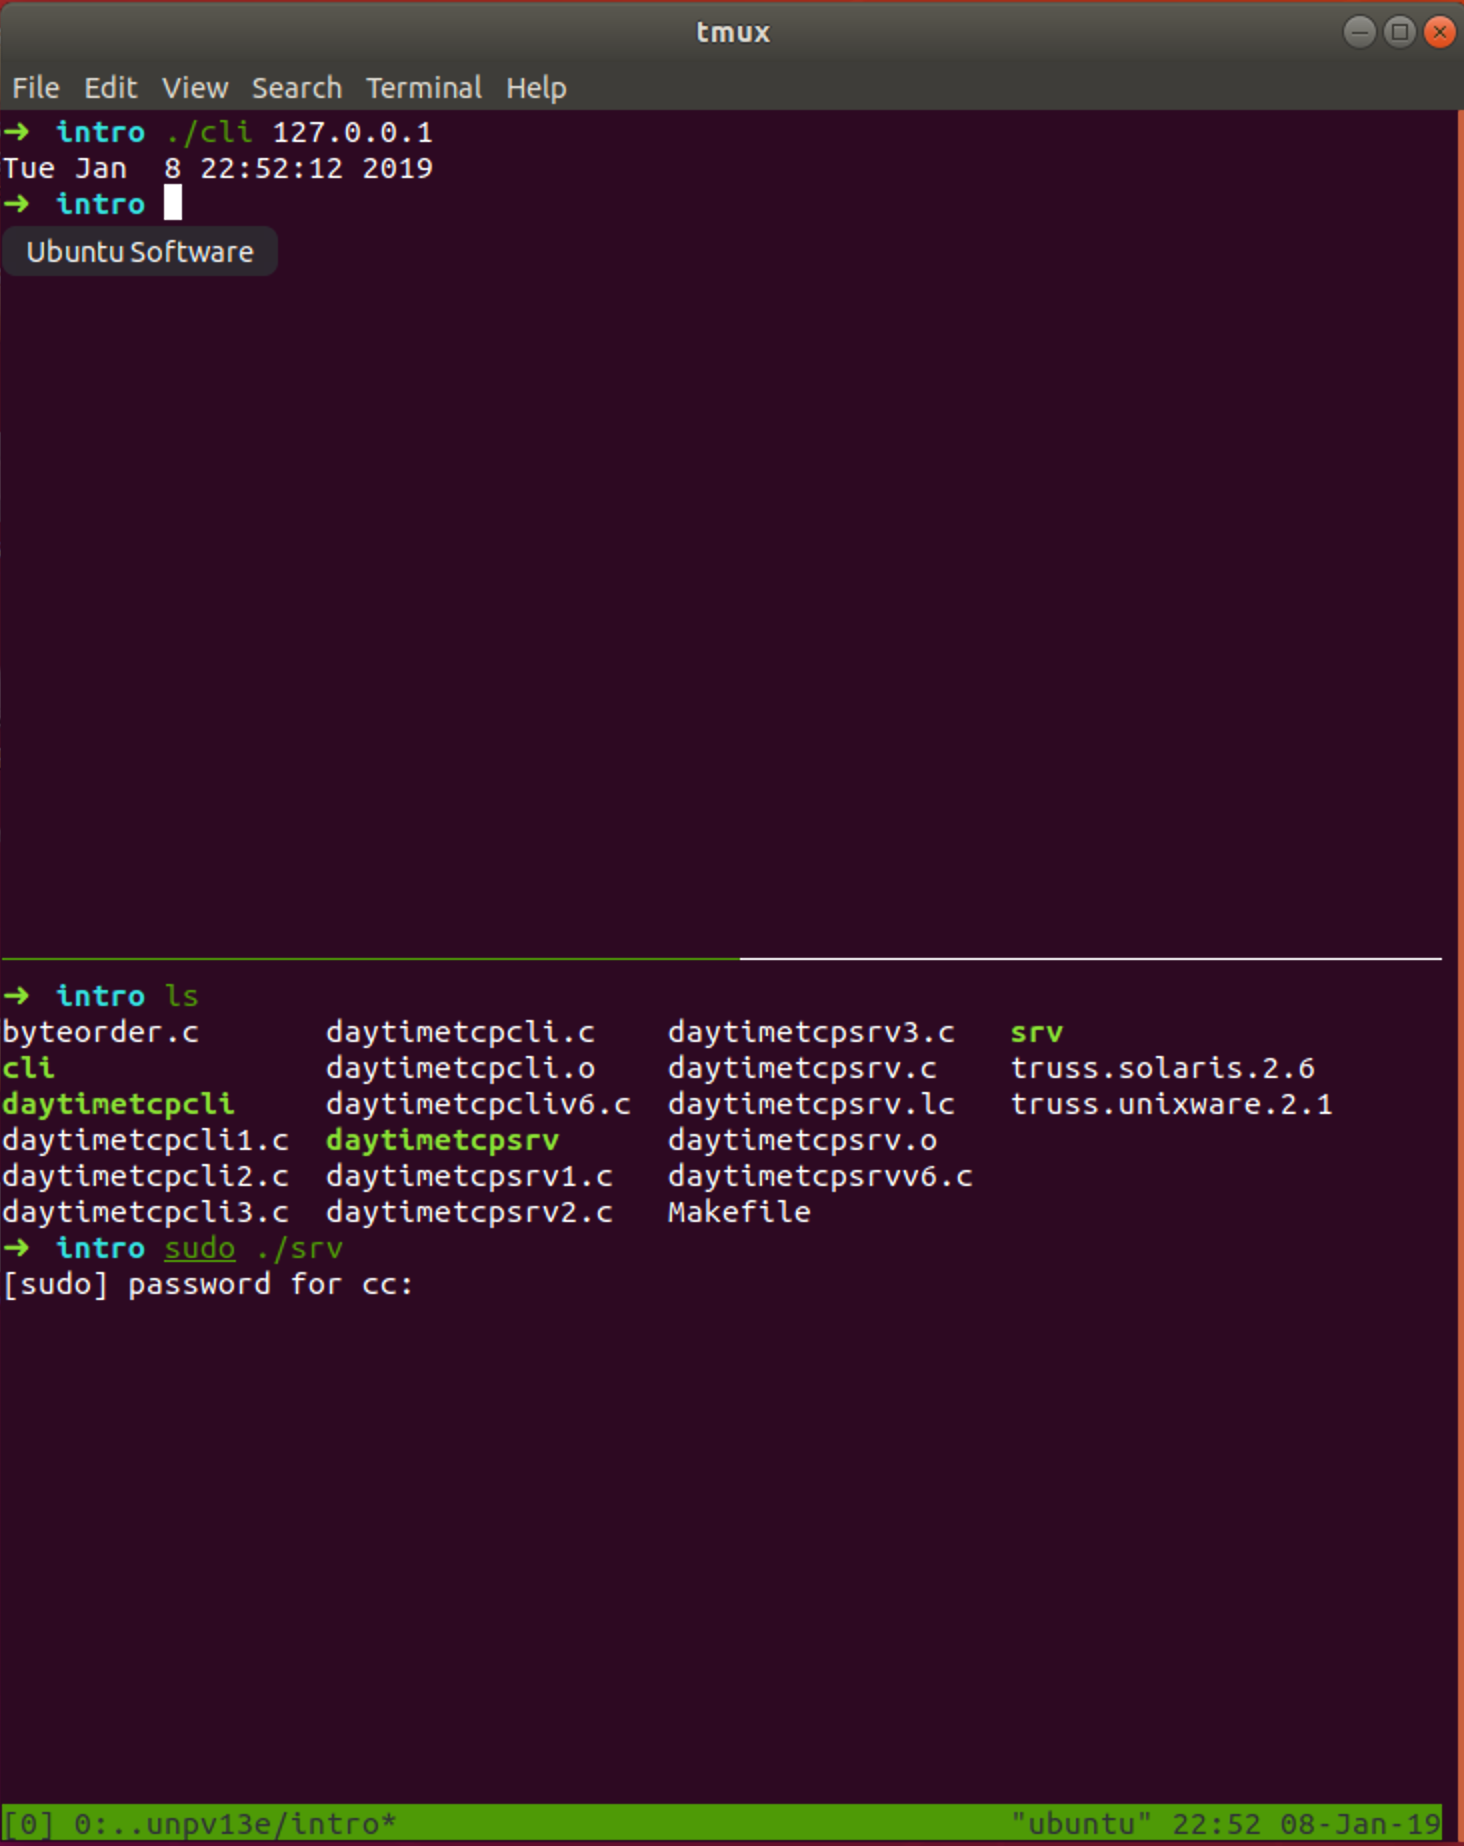 tmux
File Edit View Search Terminal Help
➜  intro ./cli 127.0.0.1
Tue Jan  8 22:52:12 2019
➜  intro
Ubuntu Software
➜  intro ls
byteorder.c       daytimetcpcli.c    daytimetcpsrv3.c   srv
cli               daytimetcpcli.o    daytimetcpsrv.c    truss.solaris.2.6
daytimetcpcli     daytimetcpcliv6.c  daytimetcpsrv.lc   truss.unixware.2.1
daytimetcpcli1.c  daytimetcpsrv      daytimetcpsrv.o
daytimetcpcli2.c  daytimetcpsrv1.c   daytimetcpsrvv6.c
daytimetcpcli3.c  daytimetcpsrv2.c   Makefile
➜  intro sudo ./srv
[sudo] password for cc:
[0] 0:..unpv13e/intro* "ubuntu" 22:52 08-Jan-19